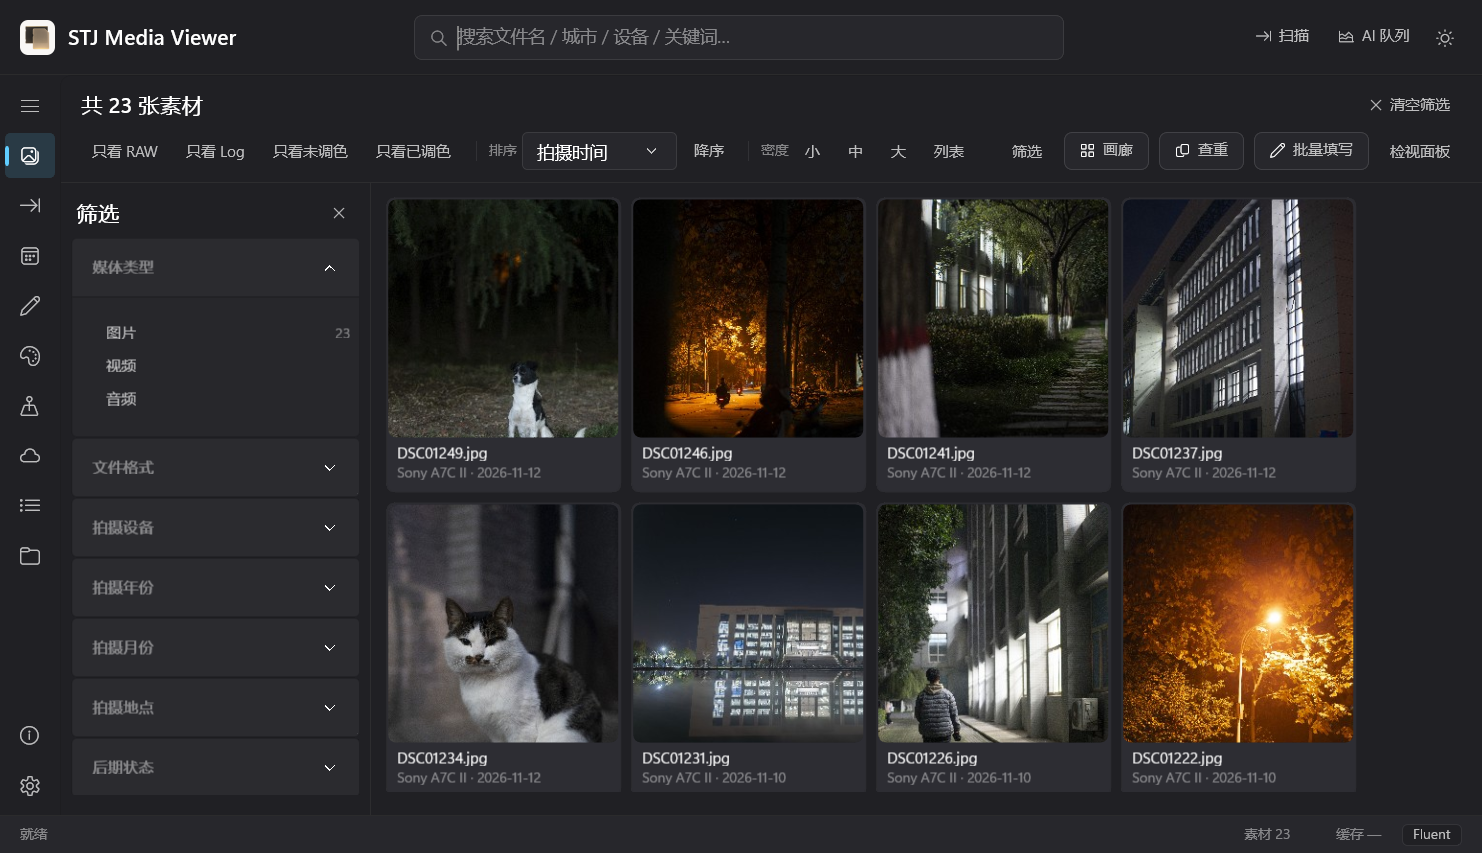 STJ Media Viewer
搜索文件名 / 城市 / 设备 / 关键词...
扫描
AI 队列
共 23 张素材
清空筛选
只看 RAW 只看 Log 只看未调色 只看已调色 排序 拍摄时间 降序 密度 小 中 大 列表 筛选 画廊 查重 批量填写 检视面板
筛选
媒体类型
图片 23
视频
音频
文件格式
拍摄设备
拍摄年份
拍摄月份
拍摄地点
后期状态
DSC01249.jpg
Sony A7C II · 2026-11-12
DSC01246.jpg
Sony A7C II · 2026-11-12
DSC01241.jpg
Sony A7C II · 2026-11-12
DSC01237.jpg
Sony A7C II · 2026-11-12
DSC01234.jpg
Sony A7C II · 2026-11-12
DSC01231.jpg
Sony A7C II · 2026-11-10
DSC01226.jpg
Sony A7C II · 2026-11-10
DSC01222.jpg
Sony A7C II · 2026-11-10
就绪
素材 23
缓存 —
Fluent